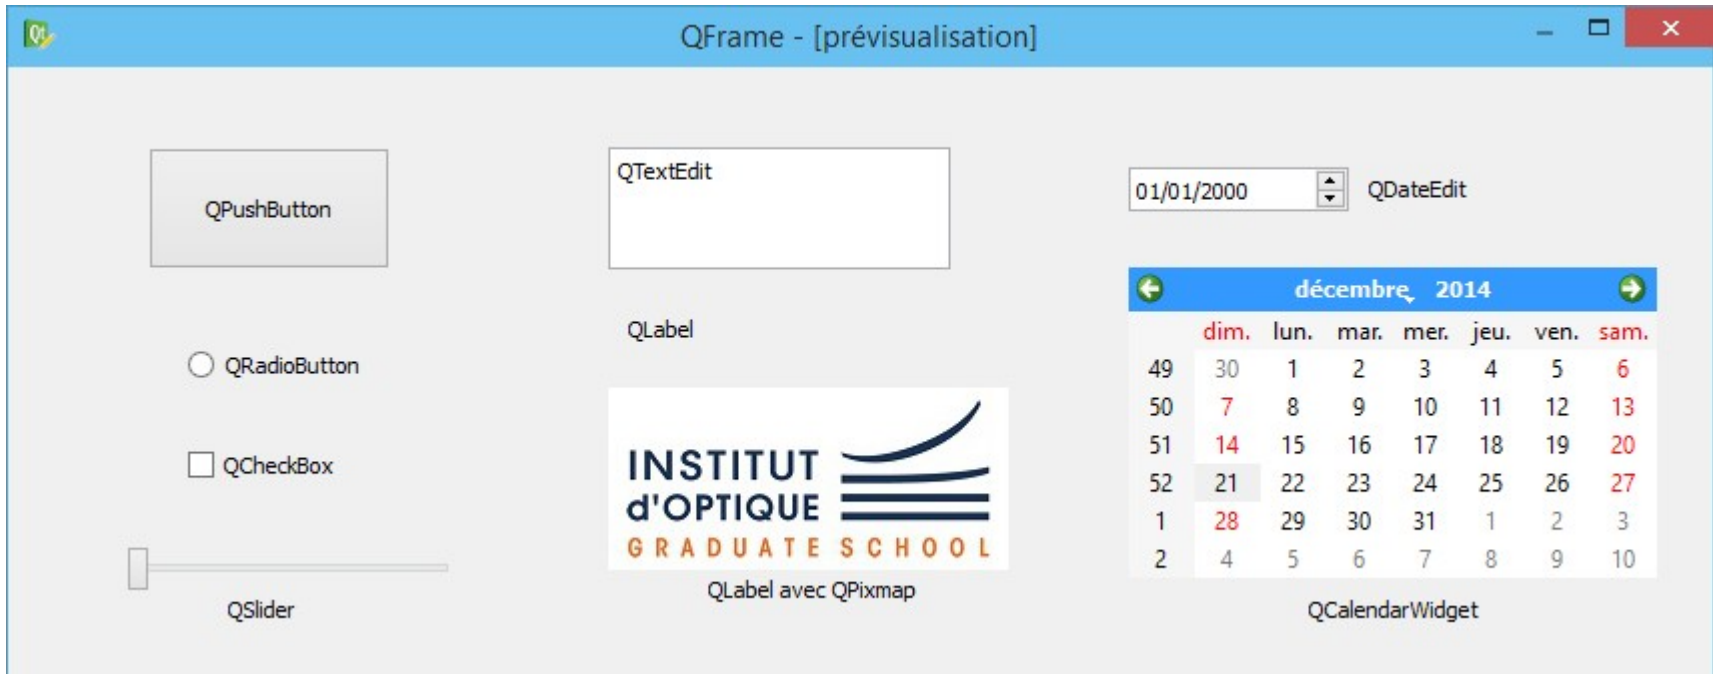 QFrame - [prévisualisation]
QPushButton
QRadioButton
QCheckBox
QSlider
QTextEdit
QLabel
INSTITUT
d'OPTIQUE
GRADUATE SCHOOL
QLabel avec QPixmap
01/01/2000 QDateEdit
décembre 2014
dim. lun. mar. mer. jeu. ven. sam.
49 30 1 2 3 4 5 6
50 7 8 9 10 11 12 13
51 14 15 16 17 18 19 20
52 21 22 23 24 25 26 27
1 28 29 30 31 1 2 3
2 4 5 6 7 8 9 10
QCalendarWidget